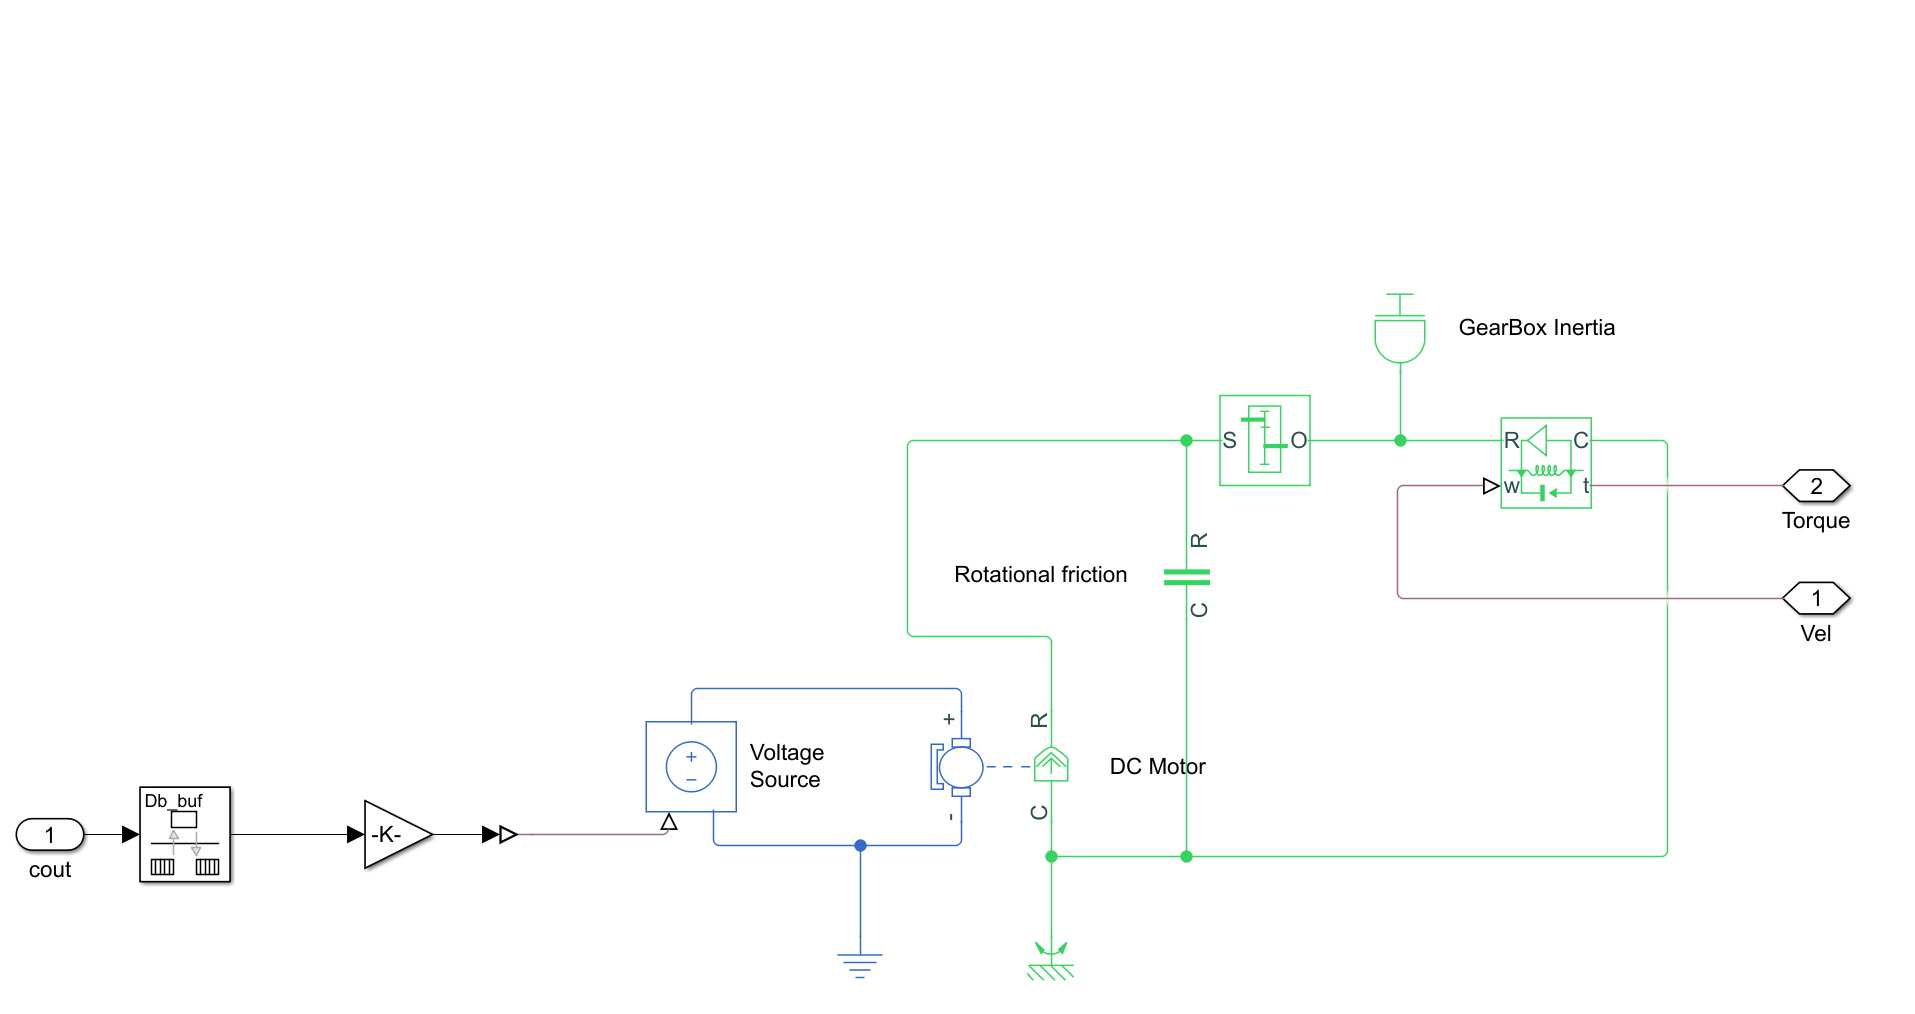 GearBox Inertia
S
O
R
C
w
t
2
Torque
R
Rotational friction
C
1
Vel
+
R
Voltage
Source
+
−
DC Motor
-
C
Db_buf
1
-K-
cout